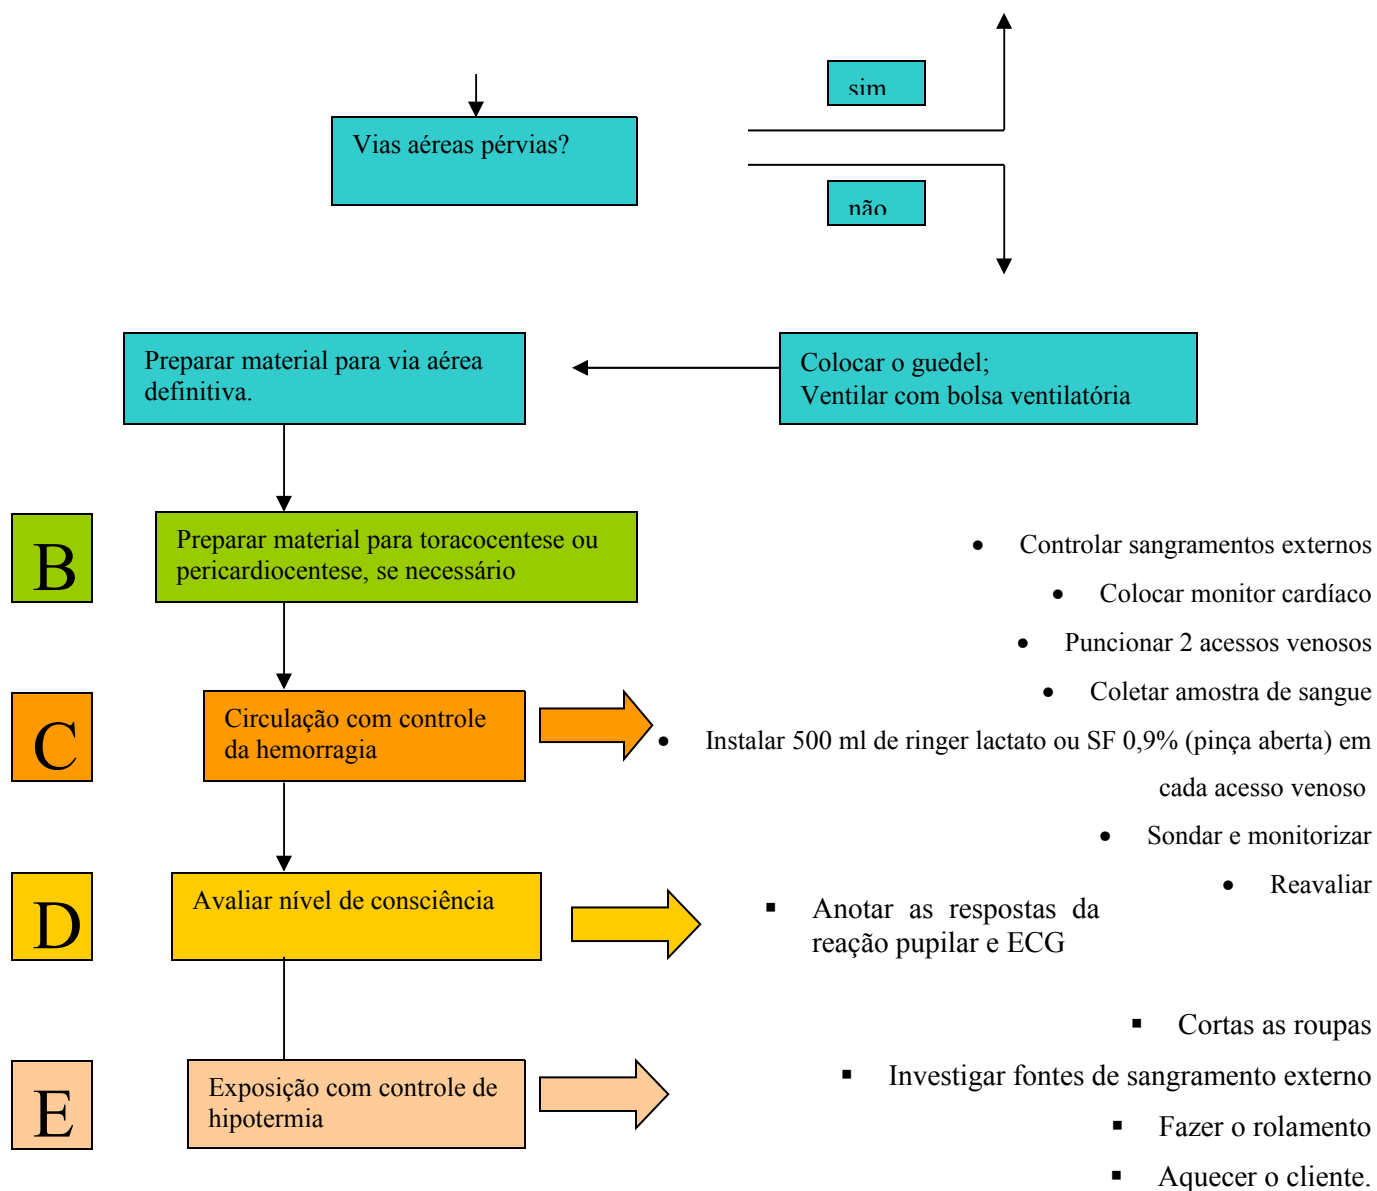 sim
Vias aéreas pérvias?
não
Preparar material para via aérea
definitiva.
Colocar o guedel;
Ventilar com bolsa ventilatória
B
Preparar material para toracocentese ou
pericardiocentese, se necessário
• Controlar sangramentos externos
• Colocar monitor cardíaco
• Puncionar 2 acessos venosos
• Coletar amostra de sangue
C
Circulação com controle
da hemorragia
• Instalar 500 ml de ringer lactato ou SF 0,9% (pinça aberta) em
cada acesso venoso
• Sondar e monitorizar
• Reavaliar
D
Avaliar nível de consciência
▪ Anotar as respostas da
reação pupilar e ECG
▪ Cortas as roupas
E
Exposição com controle de
hipotermia
▪ Investigar fontes de sangramento externo
▪ Fazer o rolamento
▪ Aquecer o cliente.